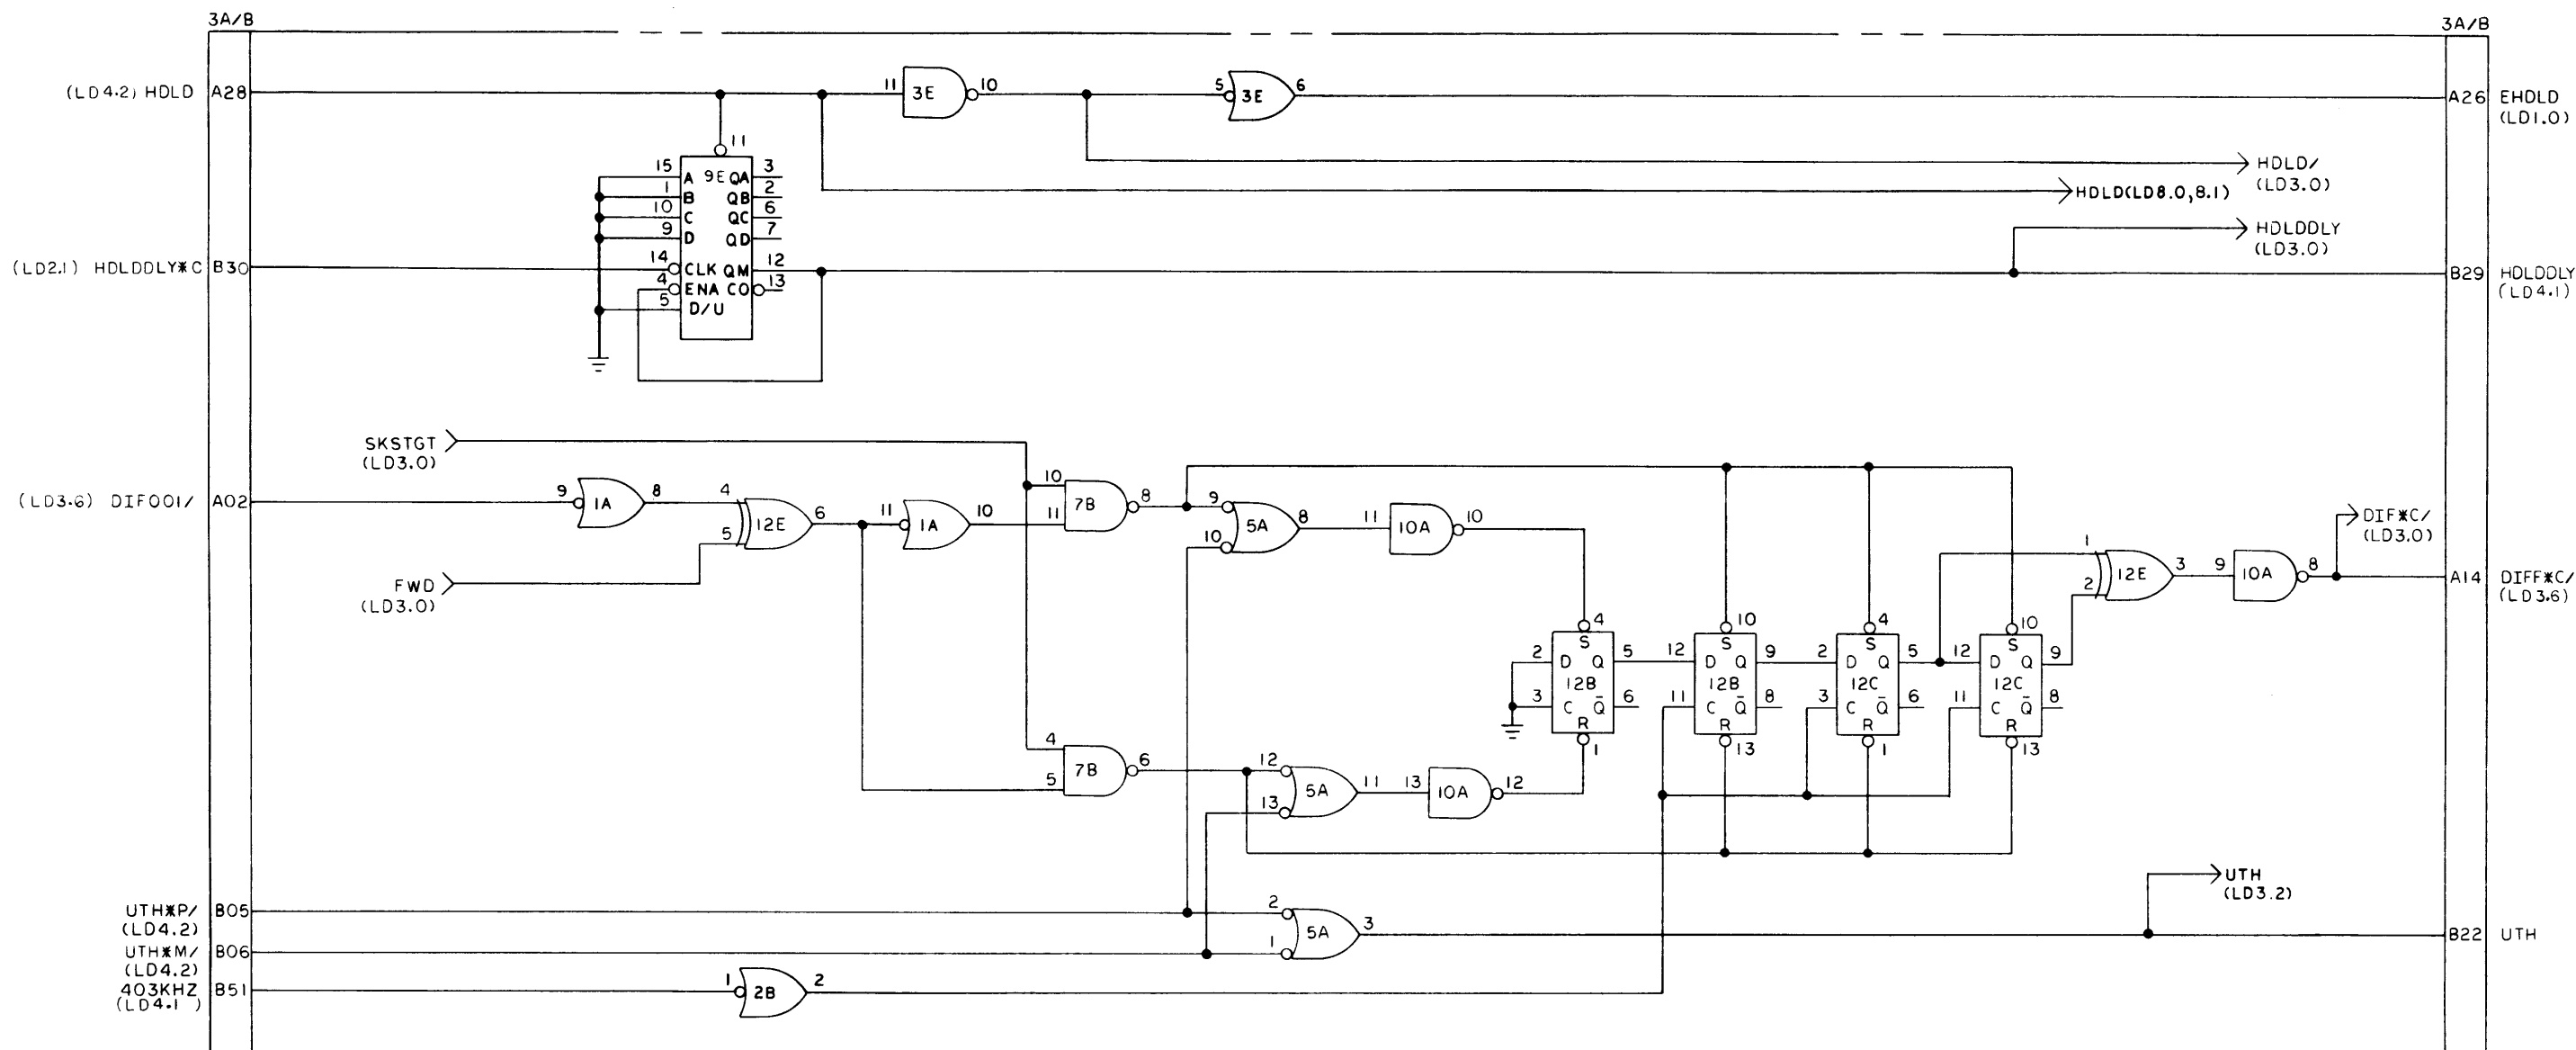 3A/B
3A/B
(LD4.2) HDLD A28
11 3E 10
5 3E 6
A26 EHDLD
(LD1.0)
11
HDLD/
(LD3.0)
HDLD(LD8.0,8.1)
15 A 9E QA 3
1 B QB 2
10 C QC 6
9 D QD 7
HDLDDLY
(LD3.0)
(LD2.1) HDLDDLY*C B30
14 CLK QM 12
4 ENA CO 13
5 D/U
B29 HDLDDLY
(LD4.1)
SKSTGT
(LD3.0)
(LD3.6) DIF001/ A02
9 1A 8
4 12E 6
5
11 1A 10
10 7B 8
11
9 5A 8
10
11 10A 10
FWD
(LD3.0)
DIF*C/
(LD3.0)
1 12E 3
2
9 10A 8
A14 DIFF*C/
(LD3.6)
4 10 4 10
S S S S
2 D Q 5 12 D Q 9 2 D Q 5 12 D Q 9
12B 12B 12C 12C
3 C Q̄ 6 11 C Q̄ 8 3 C Q̄ 6 11 C Q̄ 8
R R R R
1 13 1 13
4 7B 6
5
12 5A 11
13
13 10A 12
UTH
(LD3.2)
UTH*P/ B05
(LD4.2)
UTH*M/ B06
(LD4.2)
2 5A 3
1
B22 UTH
403KHZ B51
(LD4.1)
1 2B 2